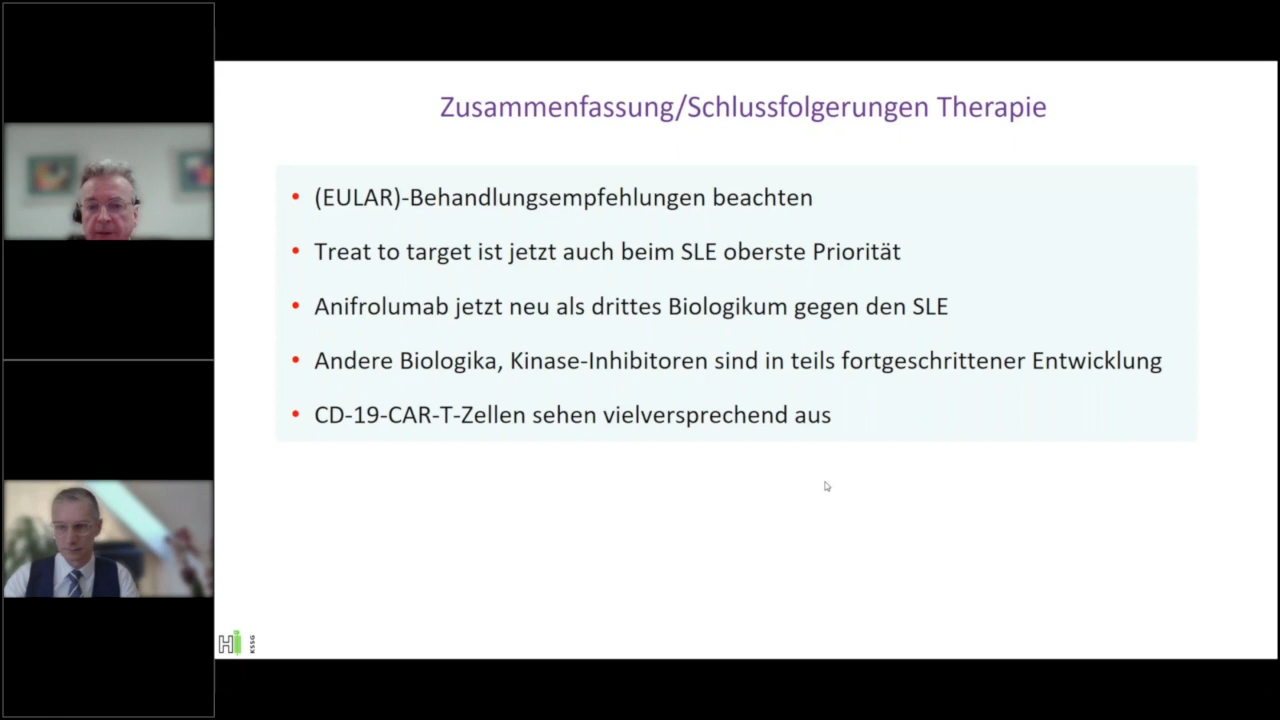 Zusammenfassung/Schlussfolgerungen Therapie
• (EULAR)-Behandlungsempfehlungen beachten
• Treat to target ist jetzt auch beim SLE oberste Priorität
• Anifrolumab jetzt neu als drittes Biologikum gegen den SLE
• Andere Biologika, Kinase-Inhibitoren sind in teils fortgeschrittener Entwicklung
• CD-19-CAR-T-Zellen sehen vielversprechend aus
Hi
KSSG